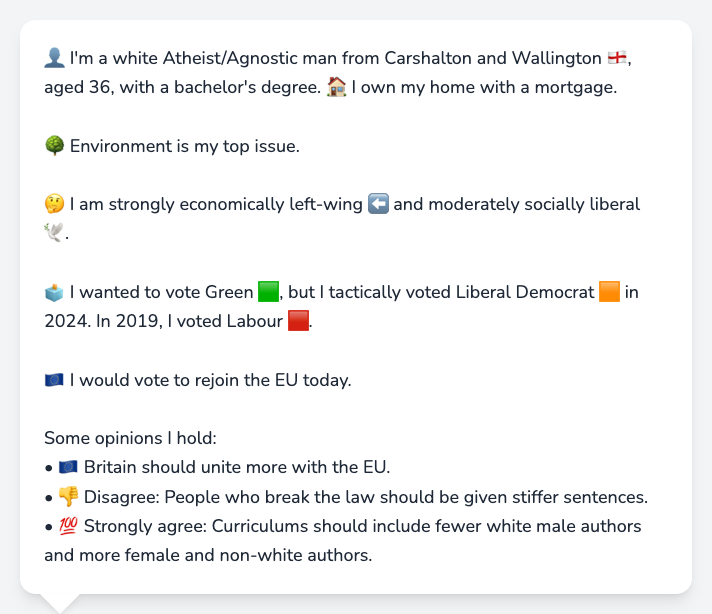 👤 I'm a white Atheist/Agnostic man from Carshalton and Wallington 🏴󠁧󠁢󠁥󠁮󠁧󠁿,
aged 36, with a bachelor's degree. 🏠 I own my home with a mortgage.
🌳 Environment is my top issue.
🤔 I am strongly economically left-wing ⬅️ and moderately socially liberal
🕊️.
🗳️ I wanted to vote Green 🟩, but I tactically voted Liberal Democrat 🟧 in
2024. In 2019, I voted Labour 🟥.
🇪🇺 I would vote to rejoin the EU today.
Some opinions I hold:
• 🇪🇺 Britain should unite more with the EU.
• 👎 Disagree: People who break the law should be given stiffer sentences.
• 💯 Strongly agree: Curriculums should include fewer white male authors
and more female and non-white authors.